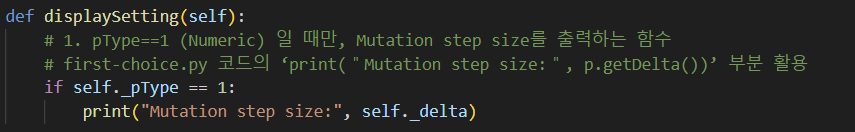 def displaySetting(self):
    # 1. pType==1 (Numeric) 일 때만, Mutation step size를 출력하는 함수
    # first-choice.py 코드의 ‘print(＂Mutation step size:＂, p.getDelta())’ 부분 활용
    if self._pType == 1:
        print("Mutation step size:", self._delta)